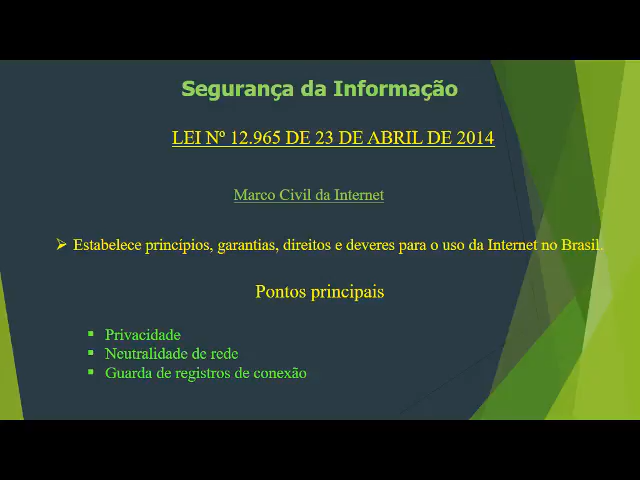 Segurança da Informação
LEI Nº 12.965 DE 23 DE ABRIL DE 2014
Marco Civil da Internet
➢ Estabelece princípios, garantias, direitos e deveres para o uso da Internet no Brasil.
Pontos principais
▪ Privacidade
▪ Neutralidade de rede
▪ Guarda de registros de conexão